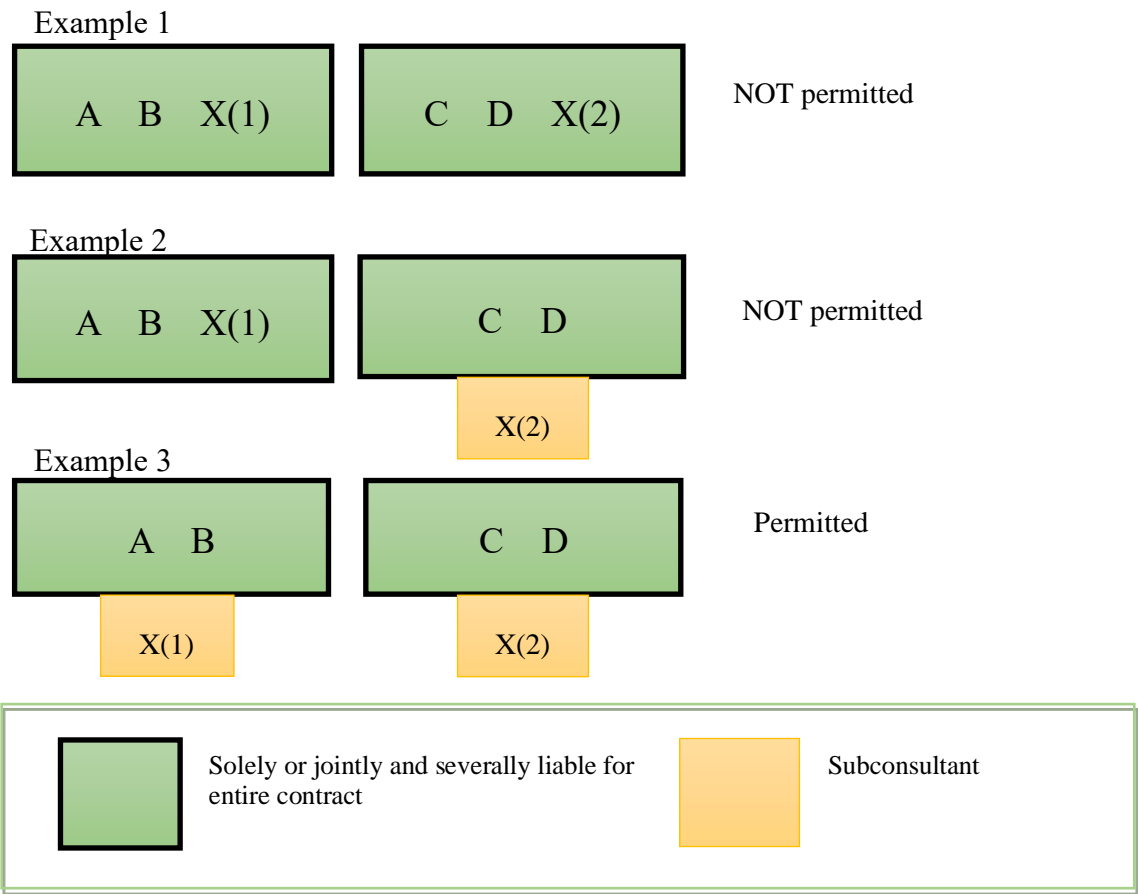 Example 1
A B X(1)
C D X(2)
NOT permitted
Example 2
A B X(1)
C D
NOT permitted
X(2)
Example 3
A B
C D
Permitted
X(1)
X(2)
Solely or jointly and severally liable for
entire contract
Subconsultant